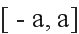 [ - a, a]